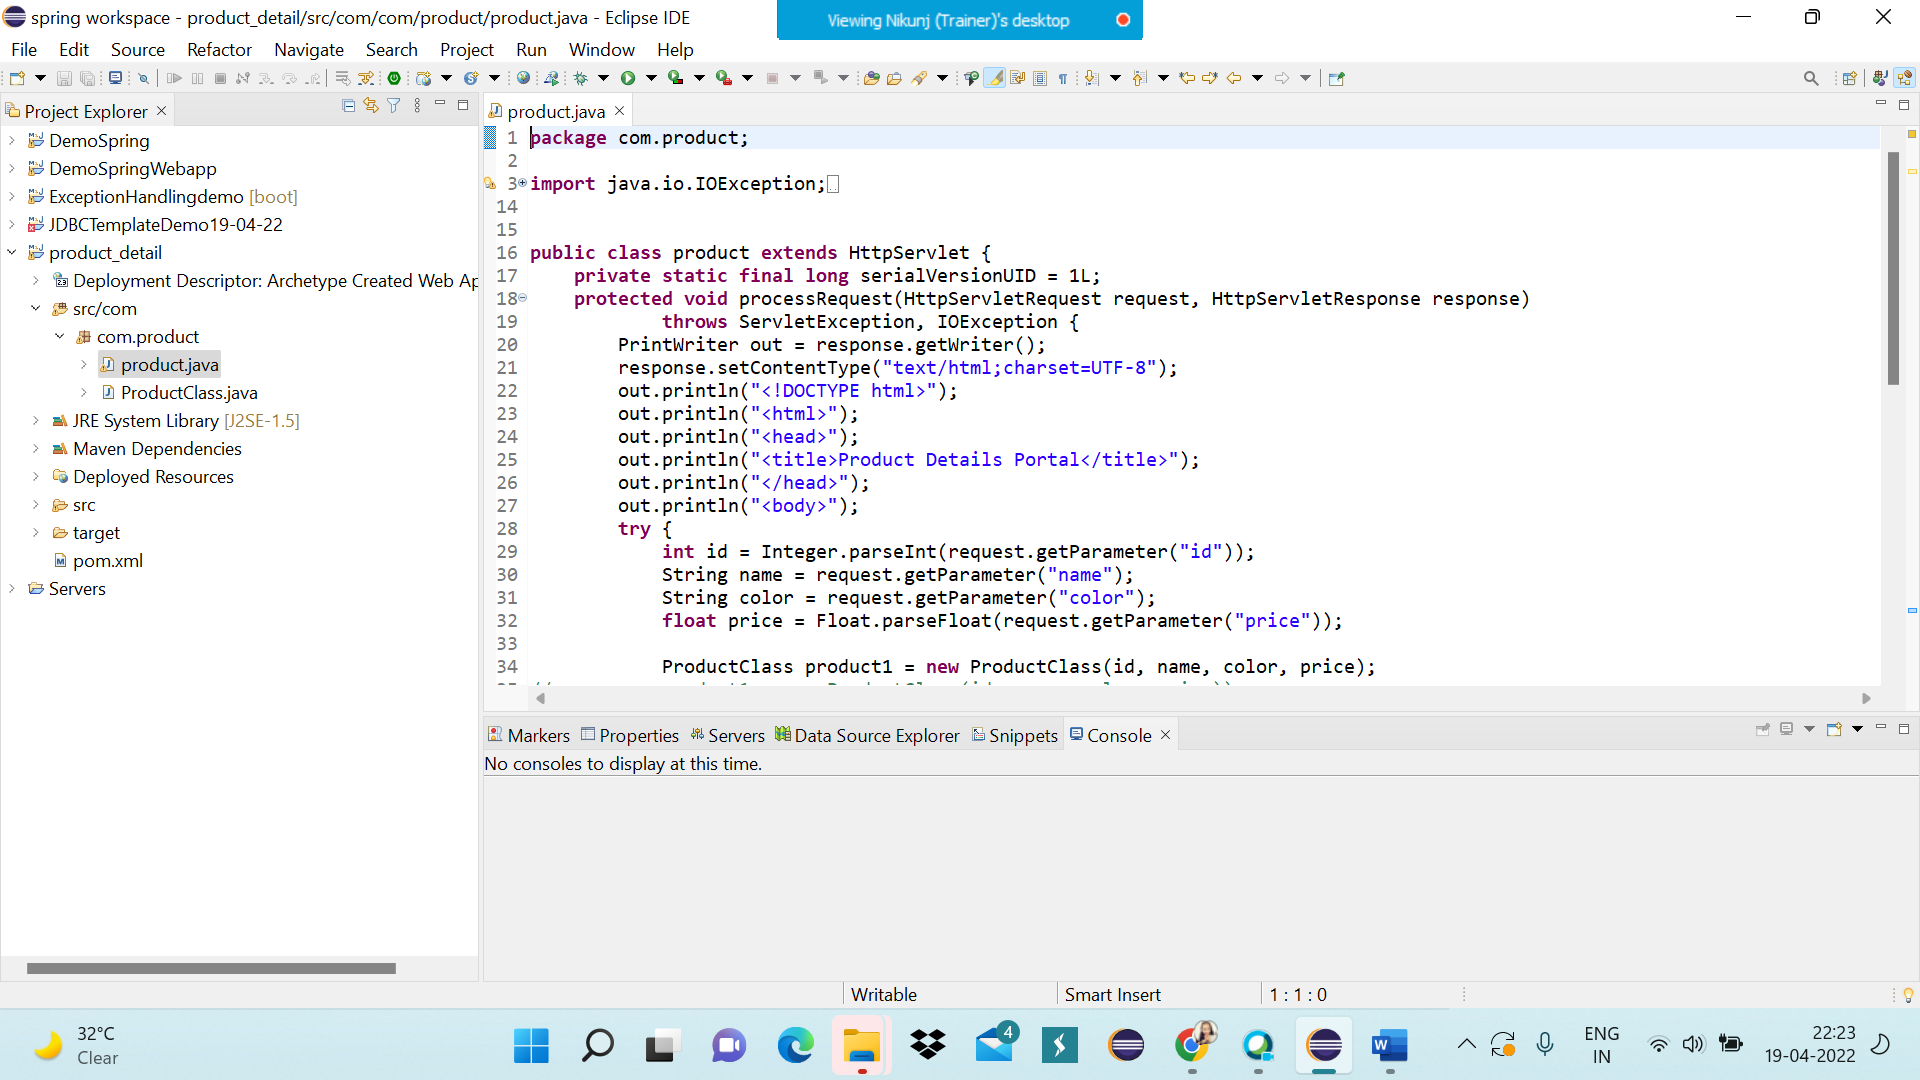 spring workspace - product_detail/src/com/com/product/product.java - Eclipse IDE
Viewing Nikunj (Trainer)'s desktop
File Edit Source Refactor Navigate Search Project Run Window Help
Project Explorer
DemoSpring
DemoSpringWebapp
ExceptionHandlingdemo [boot]
JDBCTemplateDemo19-04-22
product_detail
Deployment Descriptor: Archetype Created Web Ap
src/com
com.product
product.java
ProductClass.java
JRE System Library [J2SE-1.5]
Maven Dependencies
Deployed Resources
src
target
pom.xml
Servers
product.java
1 package com.product;
2
3 import java.io.IOException;
14
15
16 public class product extends HttpServlet {
17 private static final long serialVersionUID = 1L;
18 protected void processRequest(HttpServletRequest request, HttpServletResponse response)
19 throws ServletException, IOException {
20 PrintWriter out = response.getWriter();
21 response.setContentType("text/html;charset=UTF-8");
22 out.println("<!DOCTYPE html>");
23 out.println("<html>");
24 out.println("<head>");
25 out.println("<title>Product Details Portal</title>");
26 out.println("</head>");
27 out.println("<body>");
28 try {
29 int id = Integer.parseInt(request.getParameter("id"));
30 String name = request.getParameter("name");
31 String color = request.getParameter("color");
32 float price = Float.parseFloat(request.getParameter("price"));
33
34 ProductClass product1 = new ProductClass(id, name, color, price);
Markers Properties Servers Data Source Explorer Snippets Console
No consoles to display at this time.
Writable Smart Insert 1 : 1 : 0
32°C
Clear
4
ENG
IN
22:23
19-04-2022